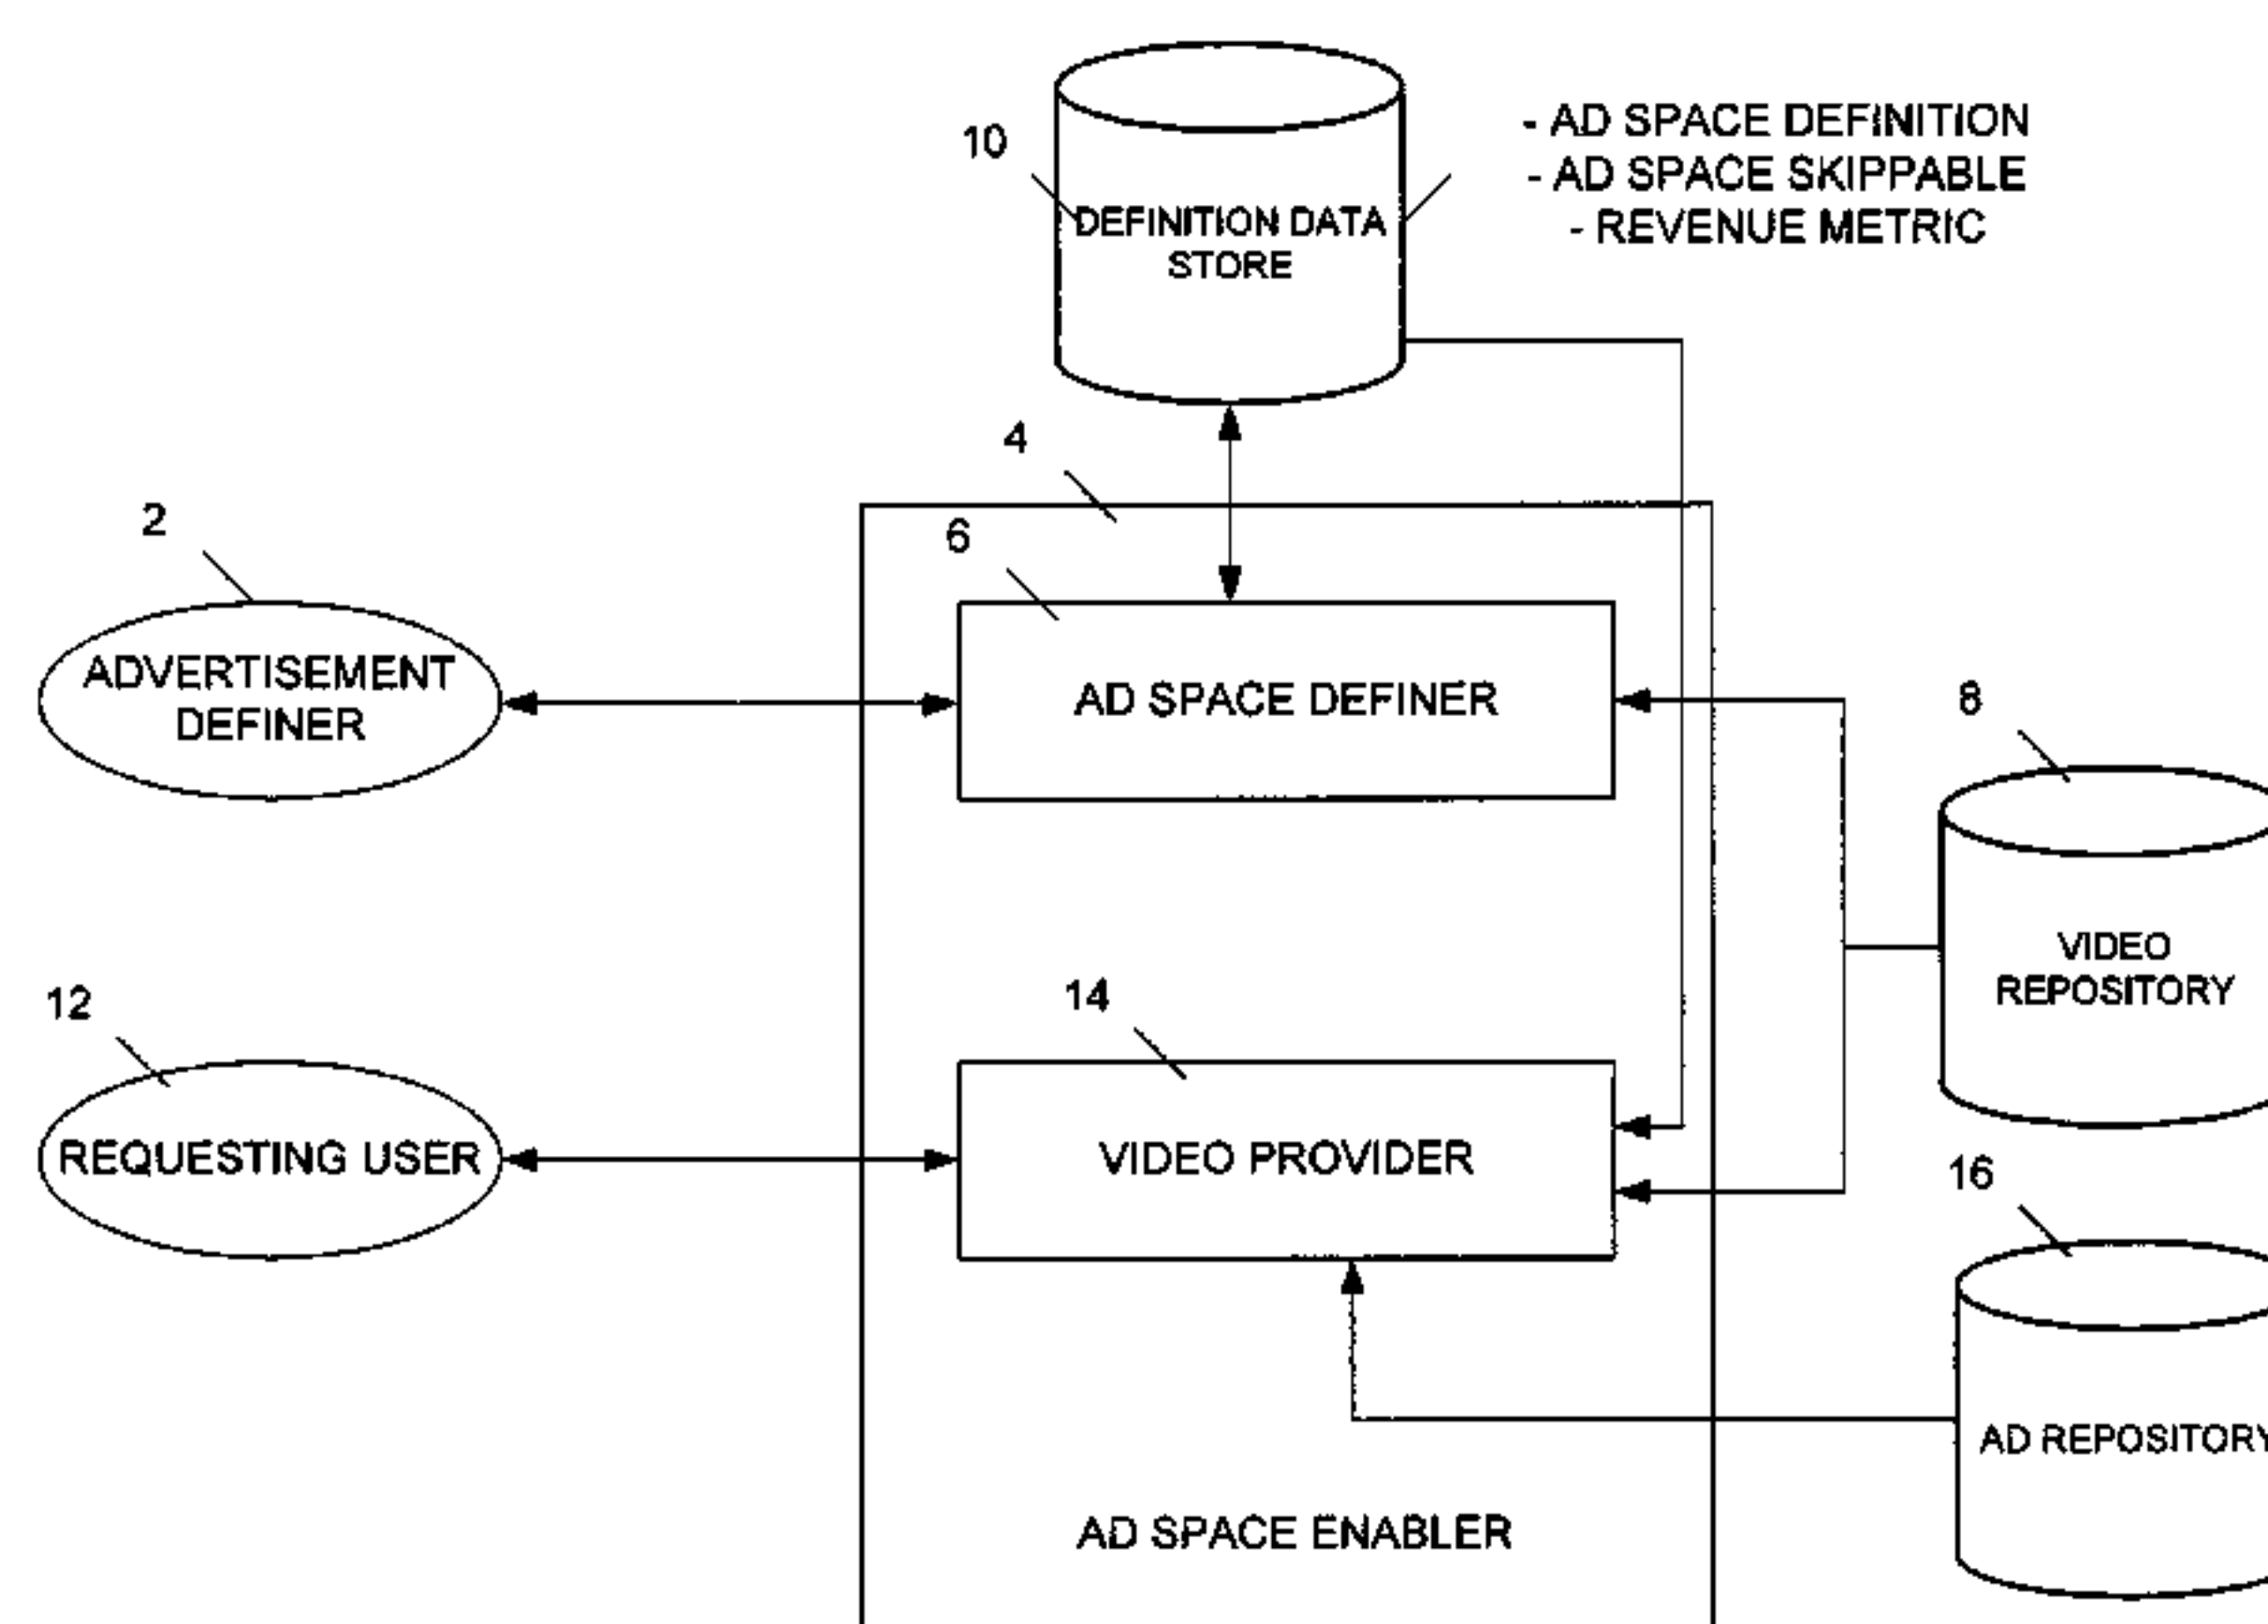 10
DEFINITION DATA
STORE
- AD SPACE DEFINITION
- AD SPACE SKIPPABLE
- REVENUE METRIC
4
2
6
ADVERTISEMENT
DEFINER
AD SPACE DEFINER
8
VIDEO
REPOSITORY
12
14
REQUESTING USER
VIDEO PROVIDER
16
AD REPOSITORY
AD SPACE ENABLER